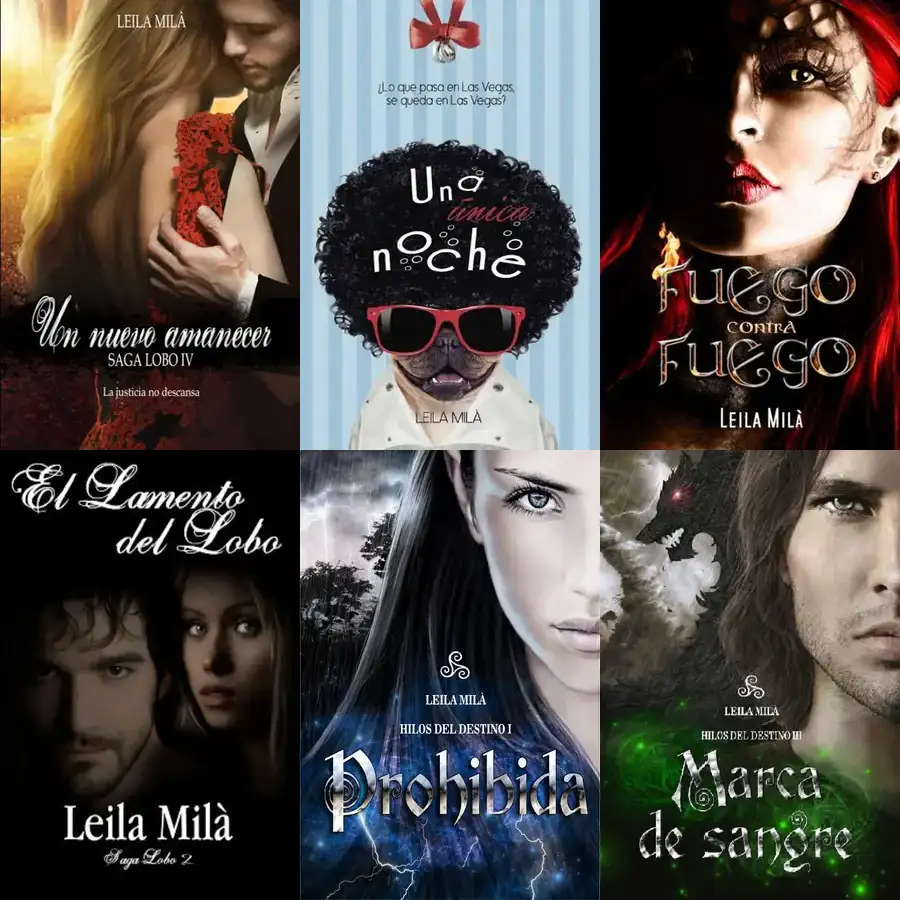 LEILA MILÀ
Un nuevo amanecer
SAGA LOBO IV
La justicia no descansa
¿Lo que pasa en Las Vegas,
se queda en Las Vegas?
Una
única
noche
LEILA MILÀ
FUEGO
CONTRA
FUEGO
LEILA MILÀ
El Lamento
del Lobo
Leila Milà
Saga Lobo 2
LEILA MILÀ
HILOS DEL DESTINO I
Prohibida
LEILA MILÀ
HILOS DEL DESTINO III
Marca
de sangre